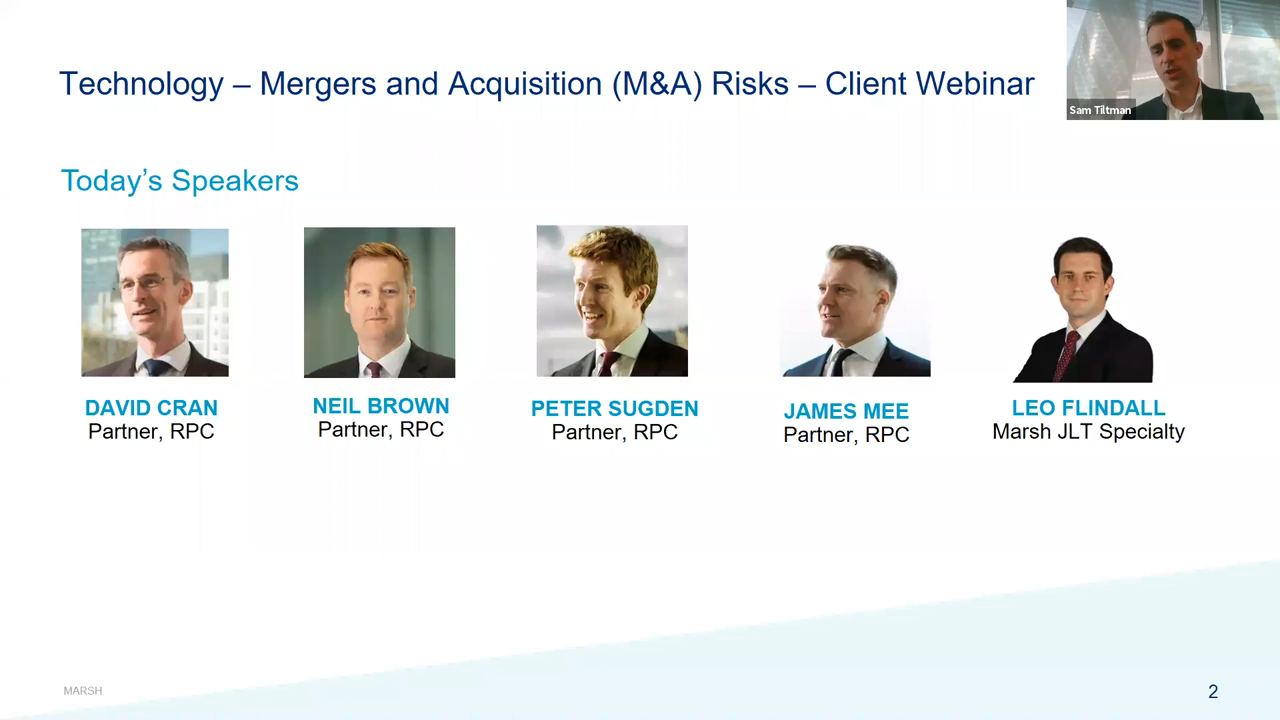 Technology – Mergers and Acquisition (M&A) Risks – Client Webinar
Sam Tiltman
Today’s Speakers
DAVID CRAN
Partner, RPC
NEIL BROWN
Partner, RPC
PETER SUGDEN
Partner, RPC
JAMES MEE
Partner, RPC
LEO FLINDALL
Marsh JLT Specialty
MARSH
2